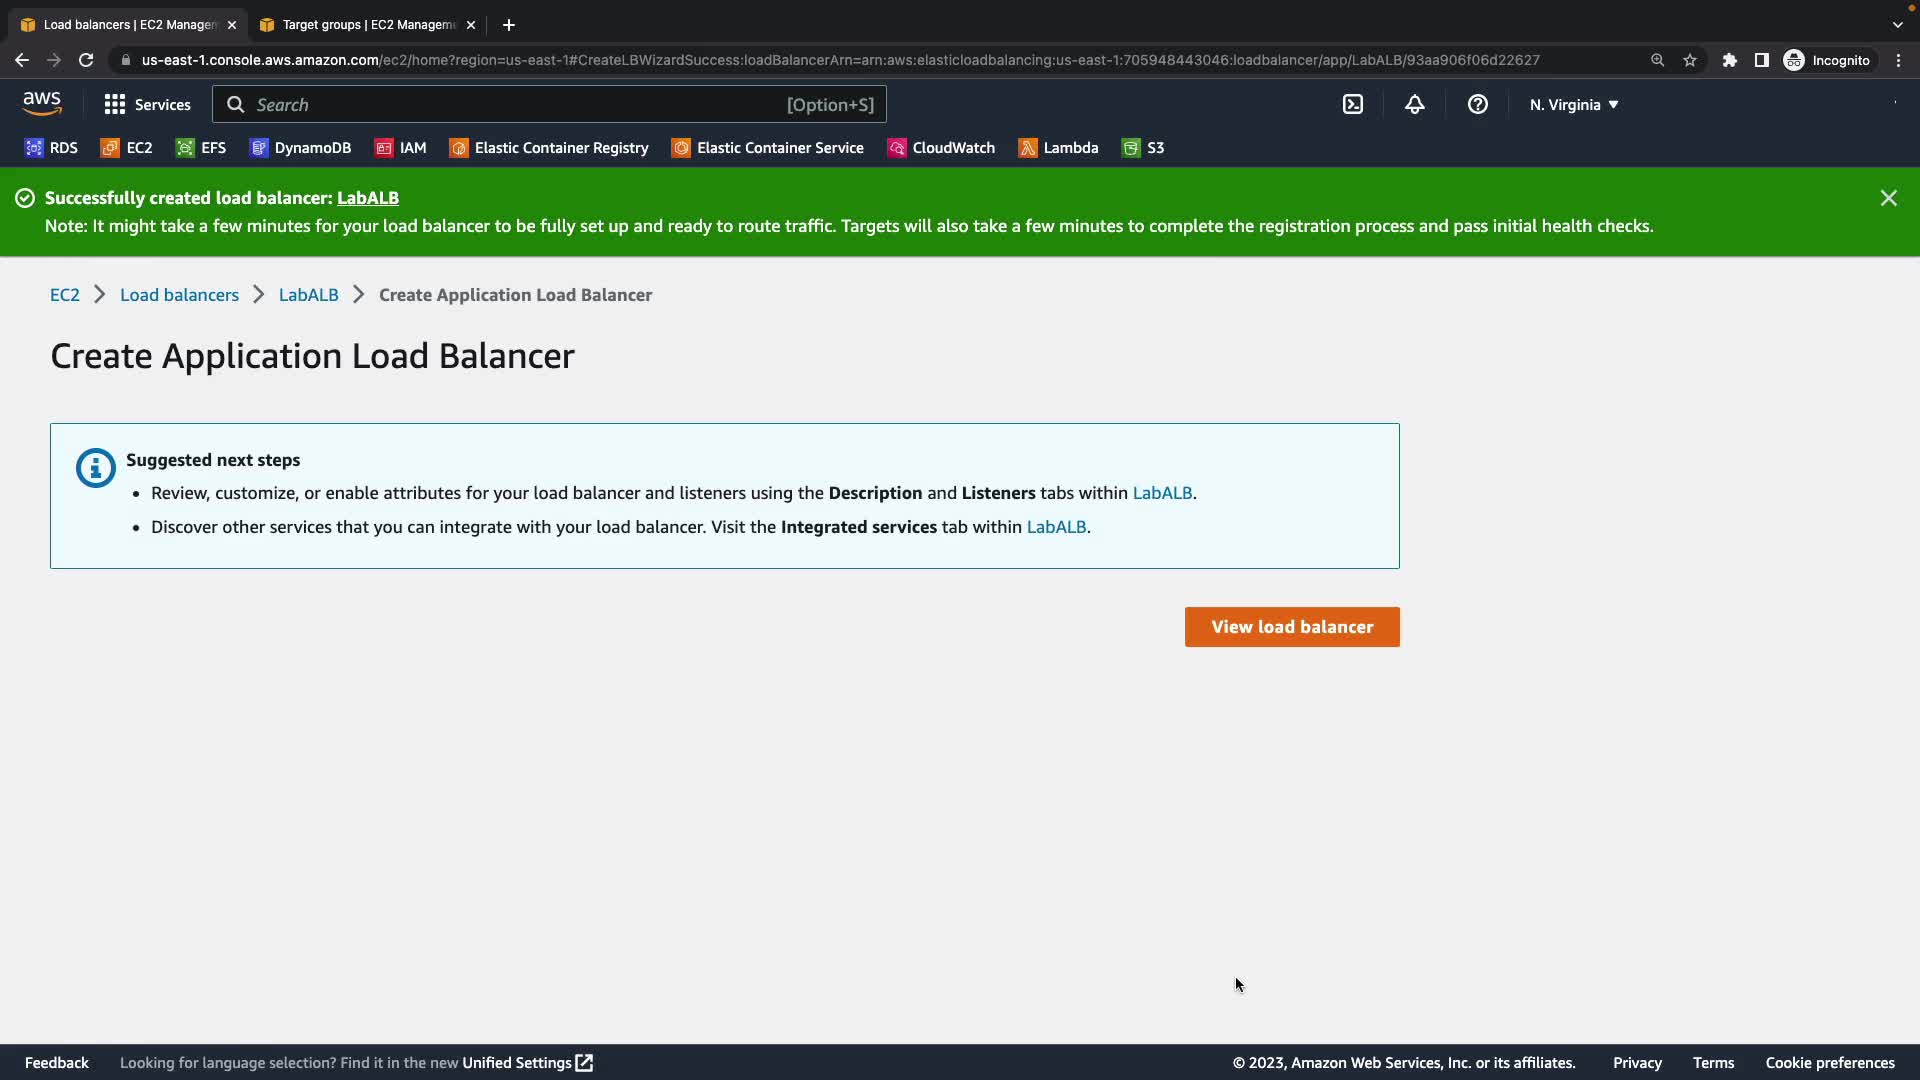 Load balancers | EC2 Managem
Target groups | EC2 Managem
us-east-1.console.aws.amazon.com/ec2/home?region=us-east-1#CreateLBWizardSuccess:loadBalancerArn=arn:aws:elasticloadbalancing:us-east-1:705948443046:loadbalancer/app/LabALB/93aa906f06d22627
Incognito
aws
Services
Search
[Option+S]
N. Virginia
RDS
EC2
EFS
DynamoDB
IAM
Elastic Container Registry
Elastic Container Service
CloudWatch
Lambda
S3
Successfully created load balancer: LabALB
Note: It might take a few minutes for your load balancer to be fully set up and ready to route traffic. Targets will also take a few minutes to complete the registration process and pass initial health checks.
EC2 > Load balancers > LabALB > Create Application Load Balancer
Create Application Load Balancer
Suggested next steps
• Review, customize, or enable attributes for your load balancer and listeners using the Description and Listeners tabs within LabALB.
• Discover other services that you can integrate with your load balancer. Visit the Integrated services tab within LabALB.
View load balancer
Feedback
Looking for language selection? Find it in the new Unified Settings
© 2023, Amazon Web Services, Inc. or its affiliates.
Privacy
Terms
Cookie preferences